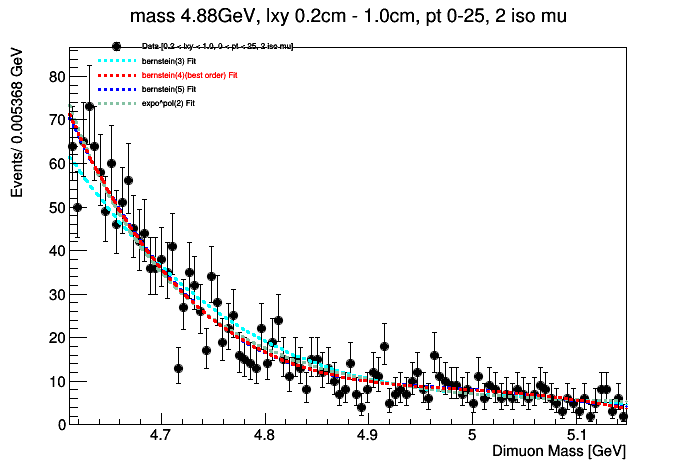 mass 4.88GeV, lxy 0.2cm - 1.0cm, pt 0-25, 2 iso mu
Data [0.2 < lxy < 1.0, 0 < pt < 25, 2 iso mu]
bernstein(3) Fit
bernstein(4)(best order) Fit
bernstein(5) Fit
expo*pol(2) Fit
Events/ 0.005368 GeV
80
70
60
50
40
30
20
10
0
4.7 4.8 4.9 5 5.1
Dimuon Mass [GeV]